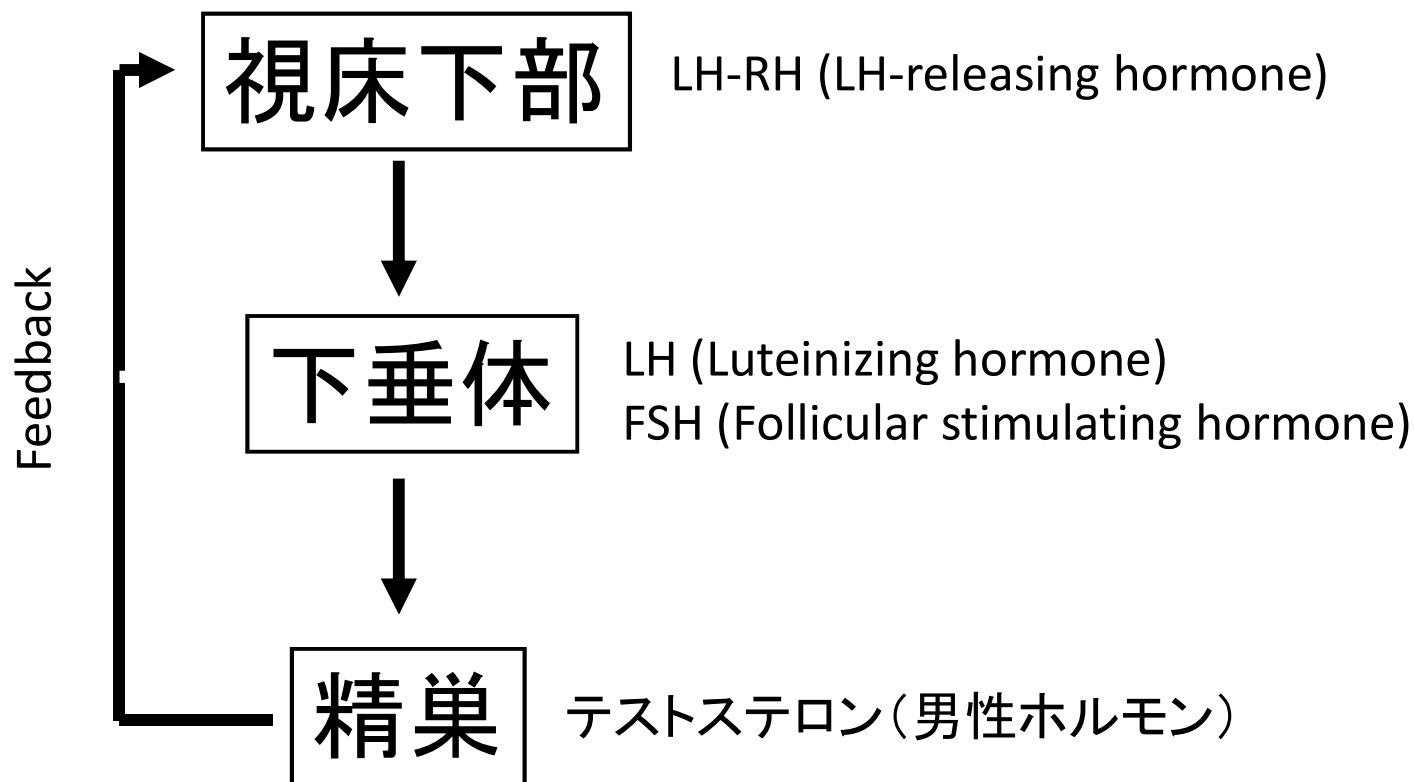 視床下部
LH-RH (LH-releasing hormone)
Feedback
下垂体
LH (Luteinizing hormone)
FSH (Follicular stimulating hormone)
精巣
テストステロン（男性ホルモン）